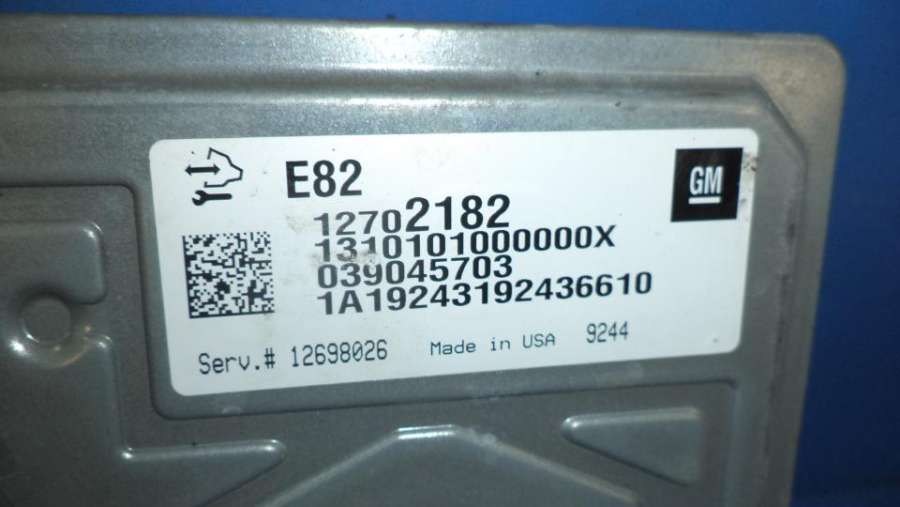 E82
GM
12702182
1310101000000X
039045703
1A19243192436610
Serv.# 12698026 Made in USA 9244